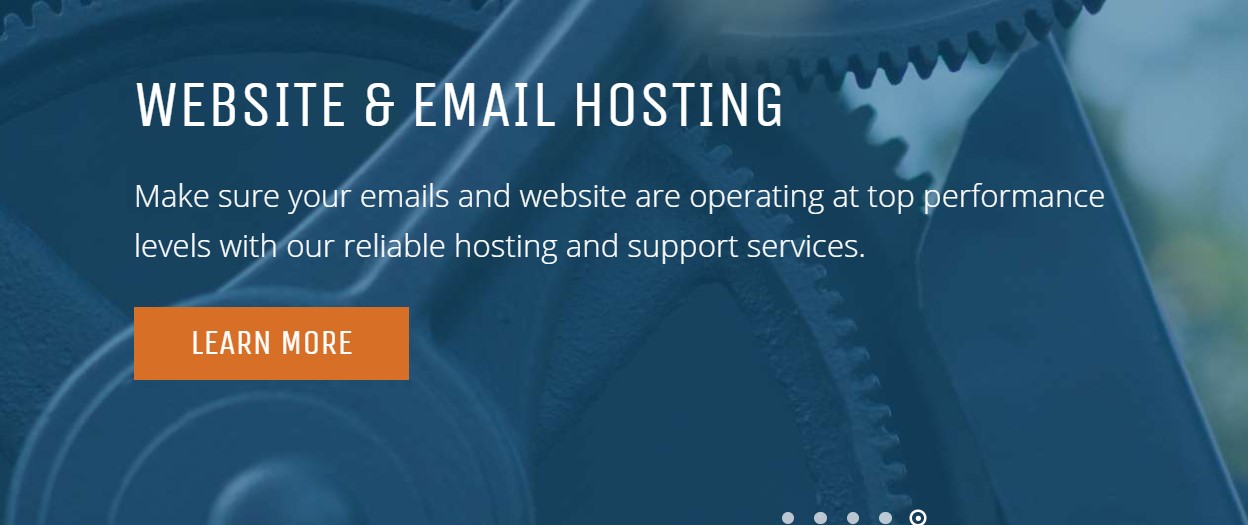 WEBSITE & EMAIL HOSTING
Make sure your emails and website are operating at top performance
levels with our reliable hosting and support services.
LEARN MORE